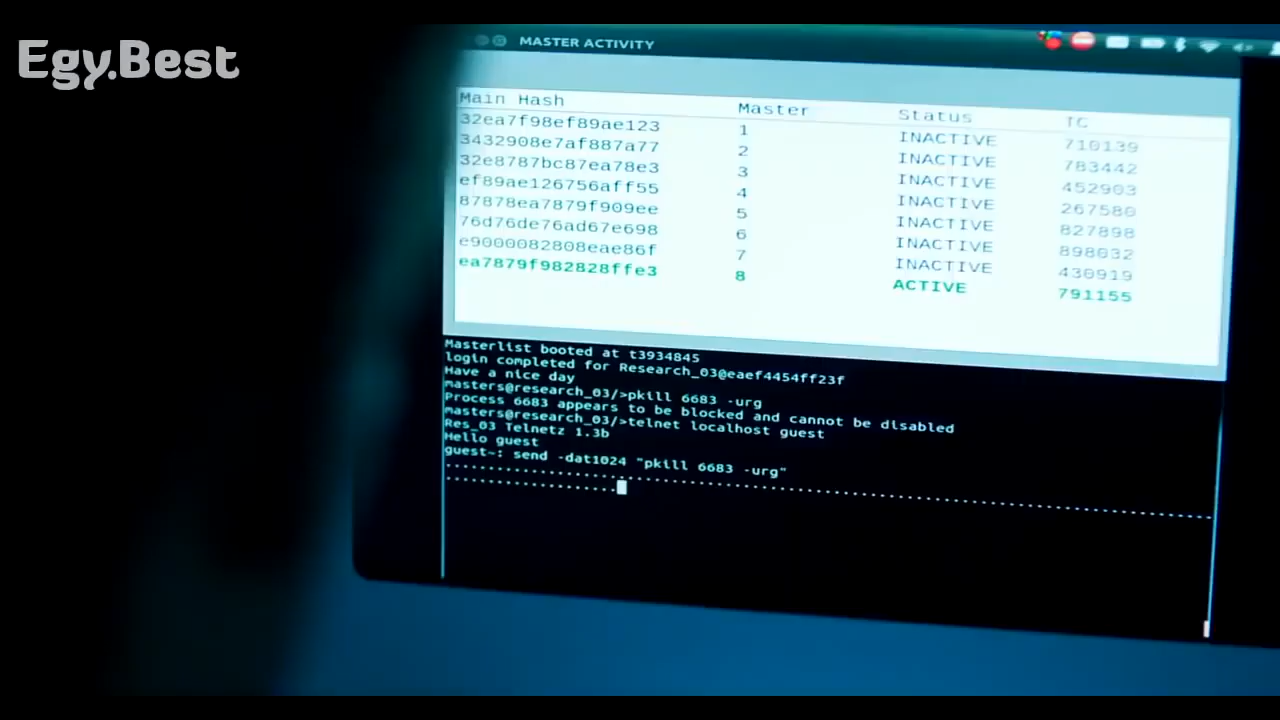 Egy.Best
MASTER ACTIVITY
Main Hash Master Status TC
32ea7f98ef89ae123 1 INACTIVE 710139
3432908e7af887a77 2 INACTIVE 783442
32e8787bc87ea78e3 3 INACTIVE 452903
ef89ae126756aff55 4 INACTIVE 267580
87878ea7879f909ee 5 INACTIVE 827898
76d76de76ad67e698 6 INACTIVE 898032
e9000082808eae86f 7 INACTIVE 430919
ea7879f982828ffe3 8 ACTIVE 791155
Masterlist booted at t3934845
login completed for Research_03@eaef4454ff23f
Have a nice day
masters@research_03/>pkill 6683 -urg
Process 6683 appears to be blocked and cannot be disabled
masters@research_03/>telnet localhost guest
Res_03 Telnetz 1.3b
Hello guest
guest~: send -dat1024 "pkill 6683 -urg"